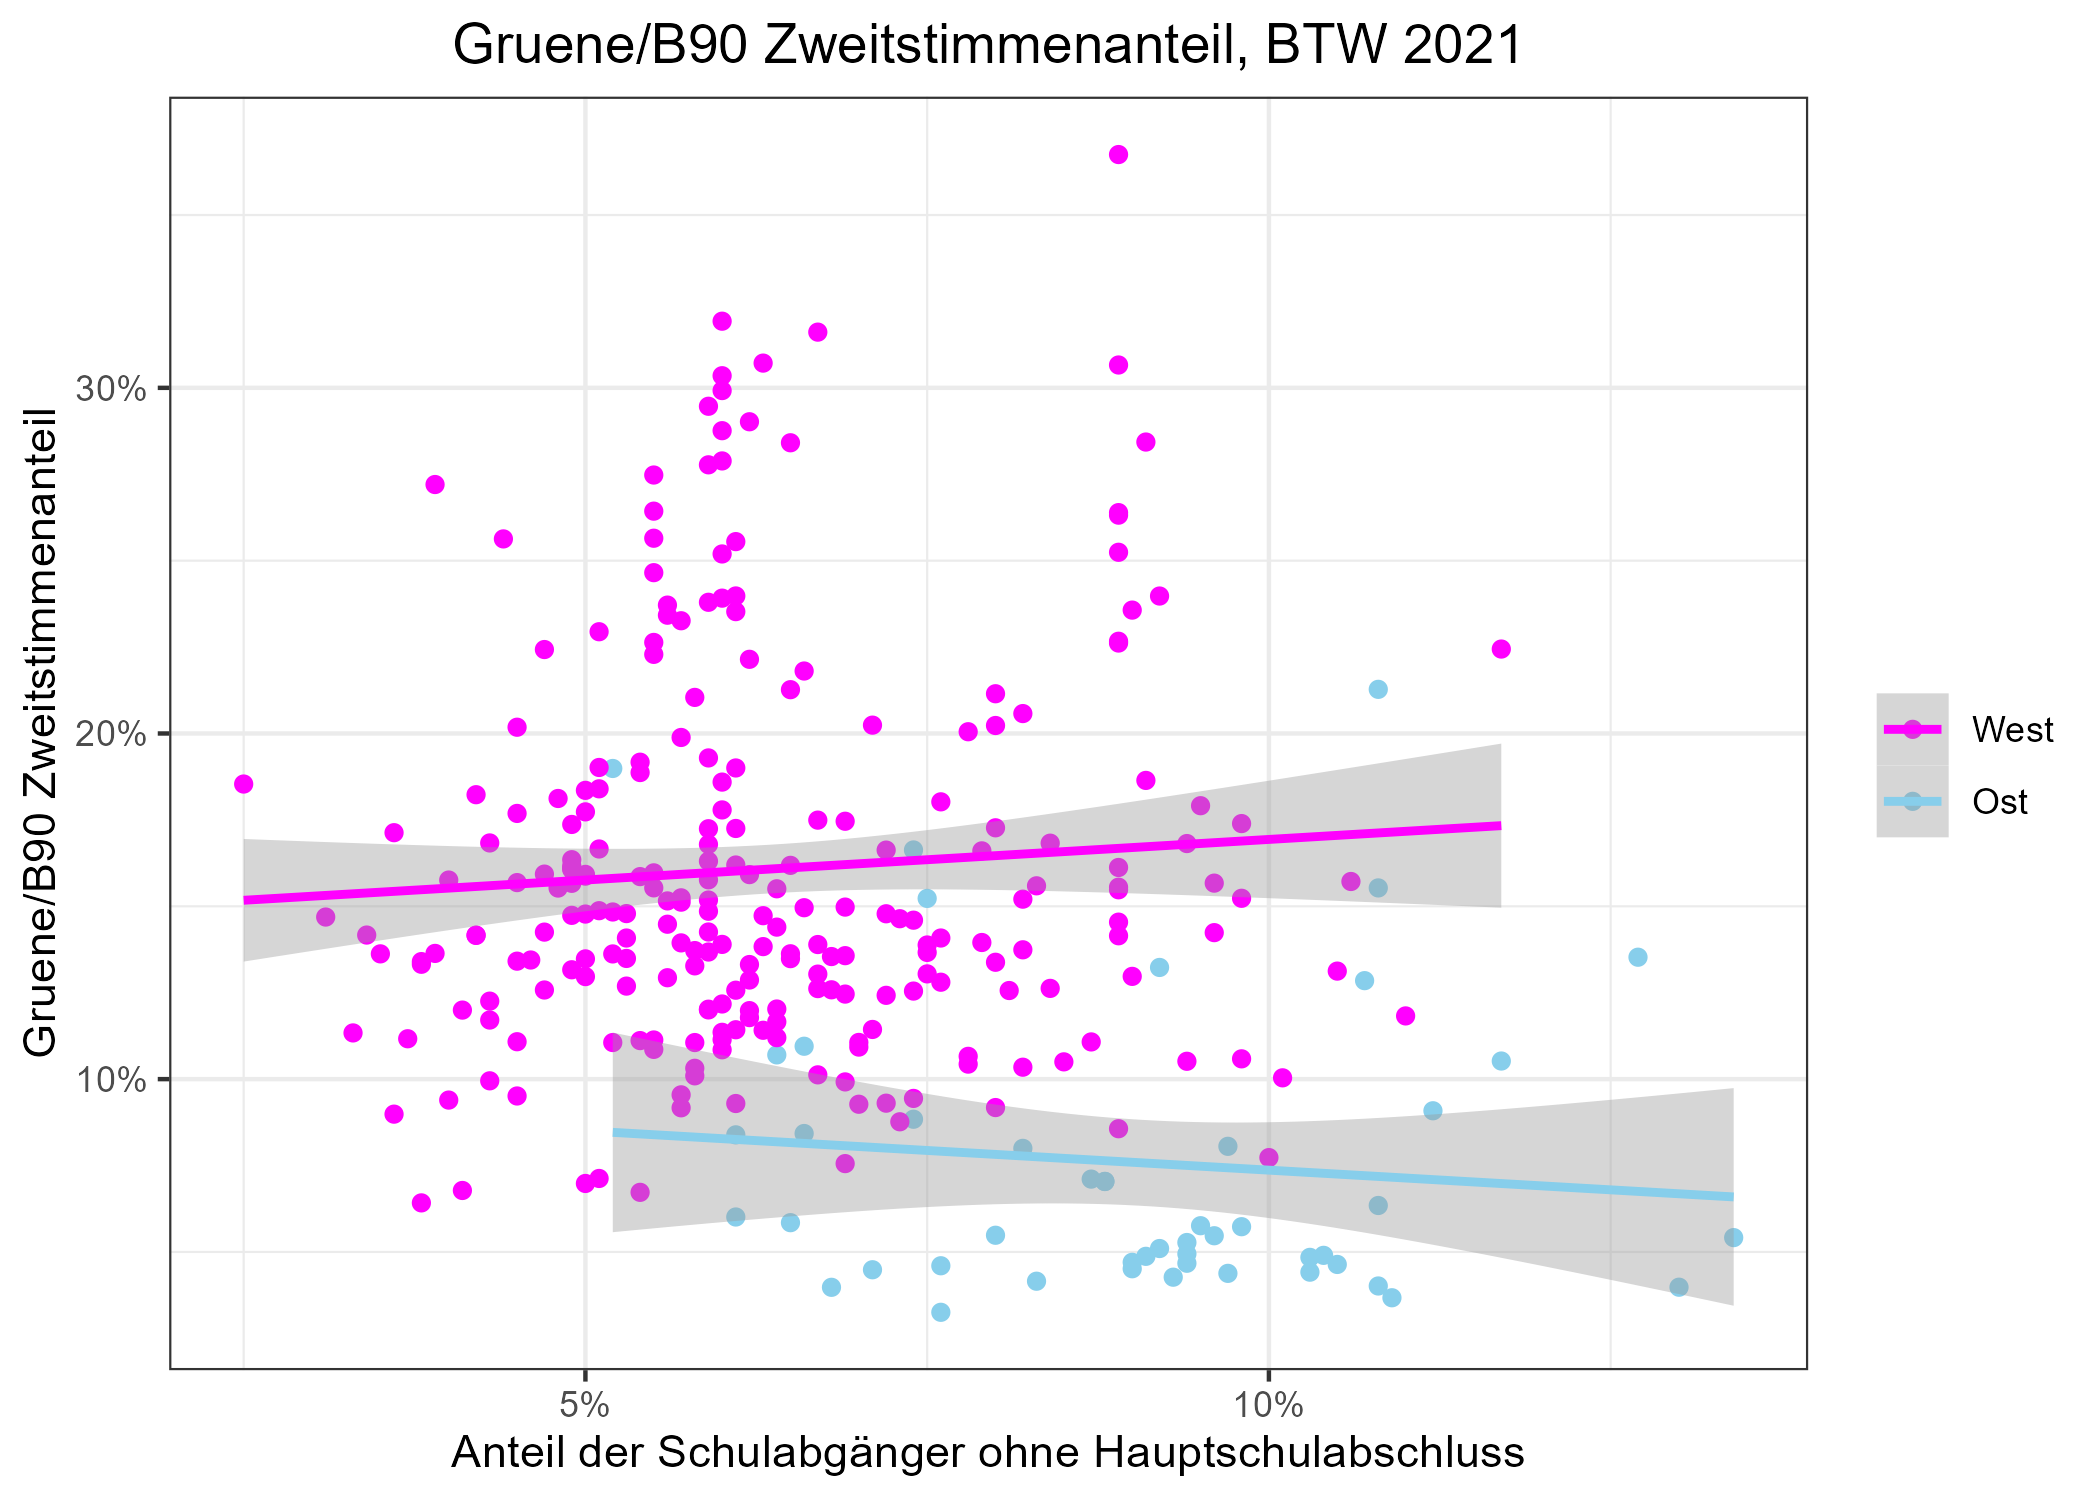 Gruene/B90 Zweitstimmenanteil, BTW 2021
Gruene/B90 Zweitstimmenanteil
30%
20%
10%
5%
10%
Anteil der Schulabgänger ohne Hauptschulabschluss
West
Ost